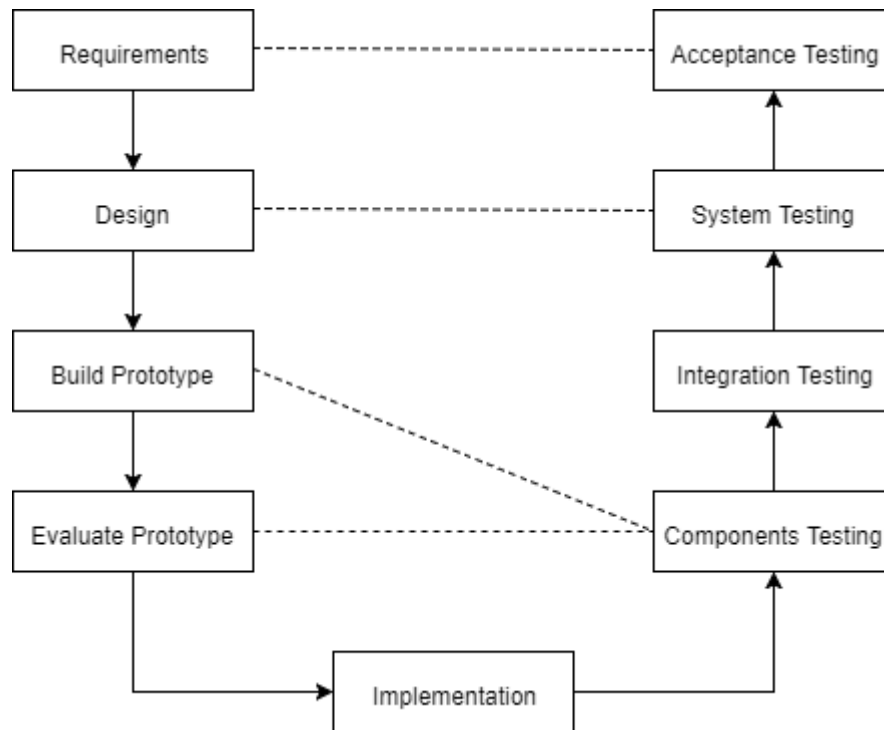 Requirements
Acceptance Testing
Design
System Testing
Build Prototype
Integration Testing
Evaluate Prototype
Components Testing
Implementation